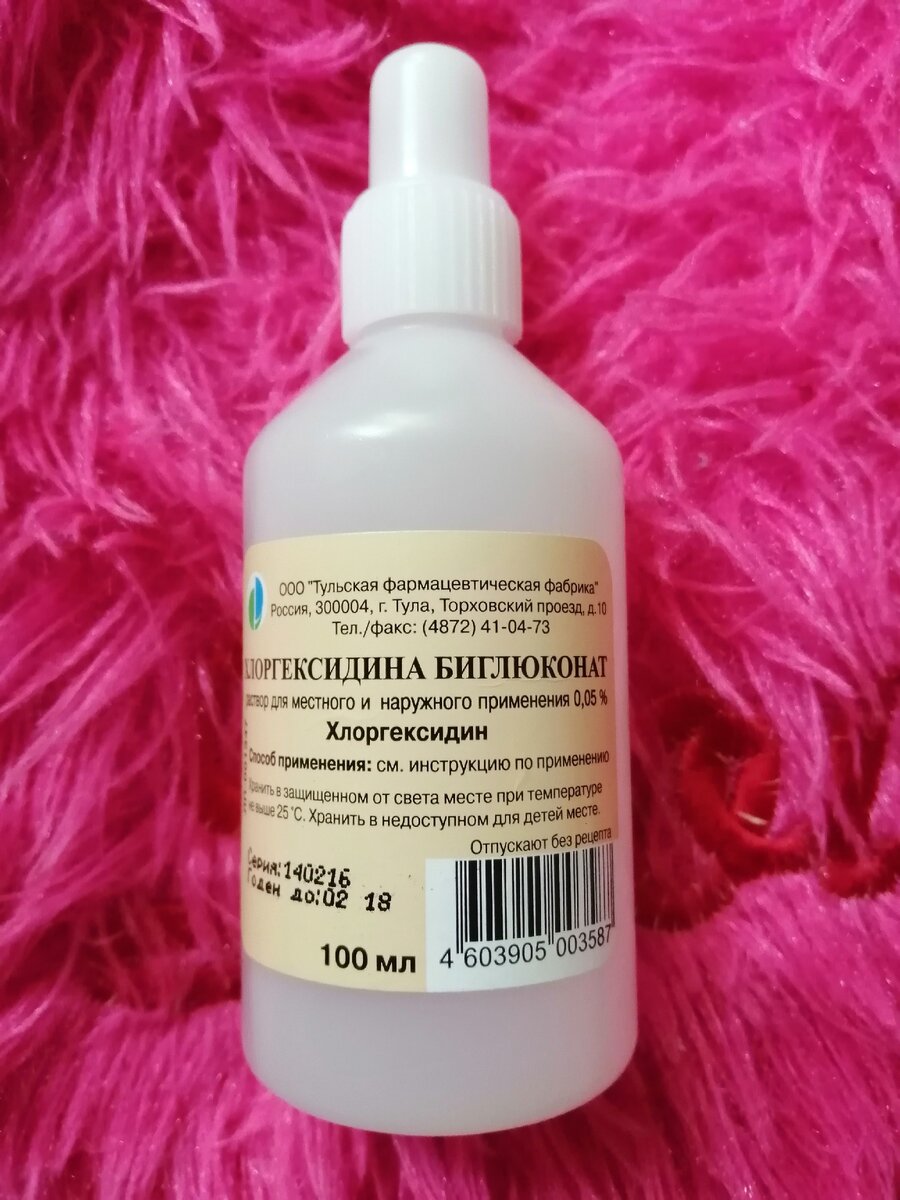 ООО "Тульская фармацевтическая фабрика"
Россия, 300004, г. Тула, Торховский проезд, д.10
Тел./факс: (4872) 41-04-73
ХЛОРГЕКСИДИНА БИГЛЮКОНАТ
раствор для местного и наружного применения 0,05 %
Хлоргексидин
Способ применения: см. инструкцию по применению
Хранить в защищенном от света месте при температуре
не выше 25 °С. Хранить в недоступном для детей месте.
Отпускают без рецепта
Серия:140216
Годен до:02 18
100 мл
4 603905 003587